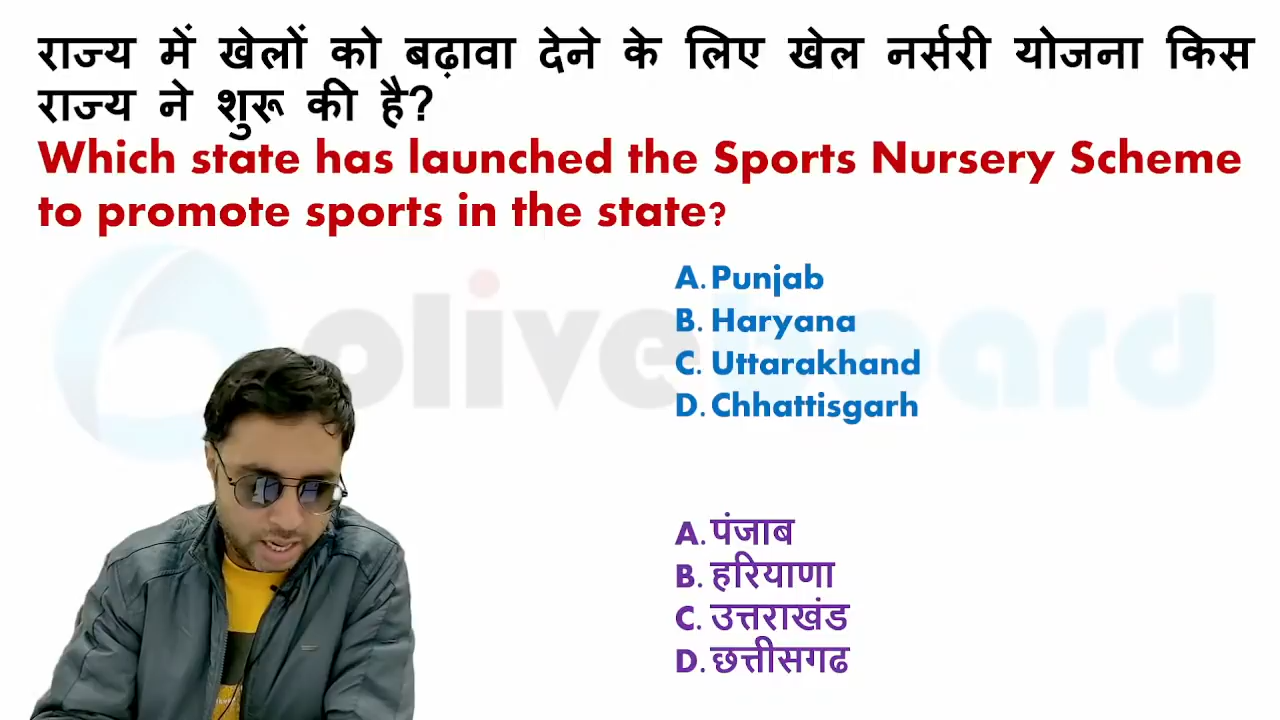 राज्य में खेलों को बढ़ावा देने के लिए खेल नर्सरी योजना किस
राज्य ने शुरू की है?
Which state has launched the Sports Nursery Scheme
to promote sports in the state?
oliveboard
A. Punjab
B. Haryana
C. Uttarakhand
D. Chhattisgarh
A. पंजाब
B. हरियाणा
C. उत्तराखंड
D. छत्तीसगढ